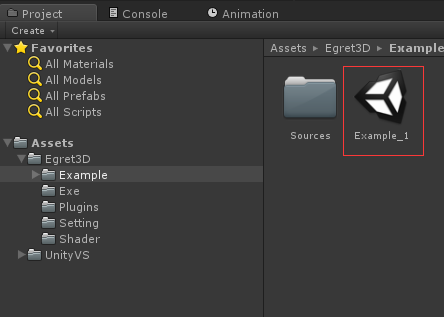 Project Console Animation
Create
Favorites
All Materials
All Models
All Prefabs
All Scripts
Assets
Egret3D
Example
Exe
Plugins
Setting
Shader
UnityVS
Assets Egret3D Example
Sources Example_1